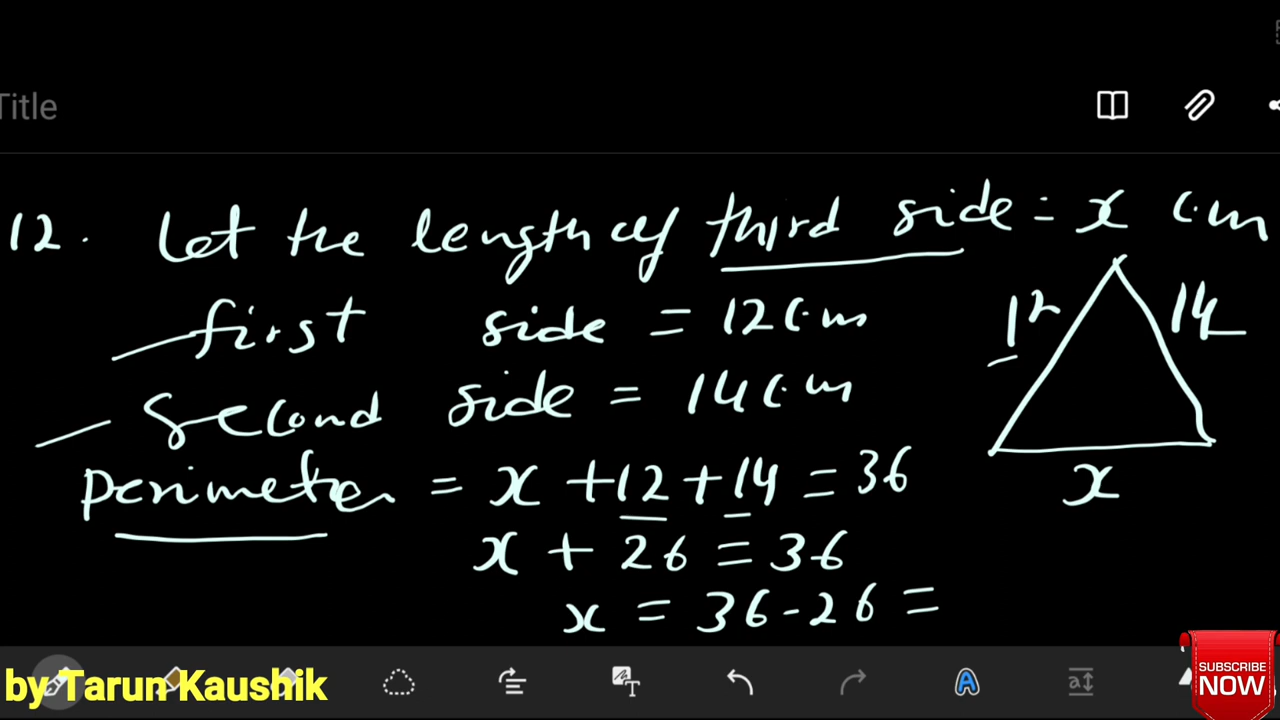 Title
12. Let the length of third side = x cm
first side = 12 cm
12
14
second side = 14 cm
perimeter = x + 12 + 14 = 36
x
x + 26 = 36
x = 36 - 26 =
by Tarun Kaushik
T
A
a
SUBSCRIBE
NOW